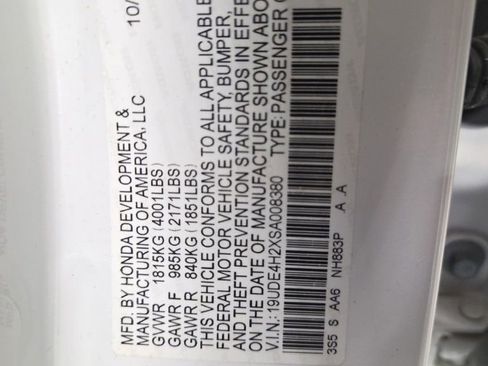 10/
MFD. BY HONDA DEVELOPMENT &
MANUFACTURING OF AMERICA, LLC
GVWR 1815KG (4001LBS)
GAWR F 985KG (2171LBS)
GAWR R 840KG (1851LBS)
THIS VEHICLE CONFORMS TO ALL APPLICABLE
FEDERAL MOTOR VEHICLE SAFETY, BUMPER,
AND THEFT PREVENTION STANDARDS IN EFFE
ON THE DATE OF MANUFACTURE SHOWN ABO
V.I.N.: 19UDE4H2XSA008380 TYPE: PASSENGER
3S5 S AA6 NH883P A A